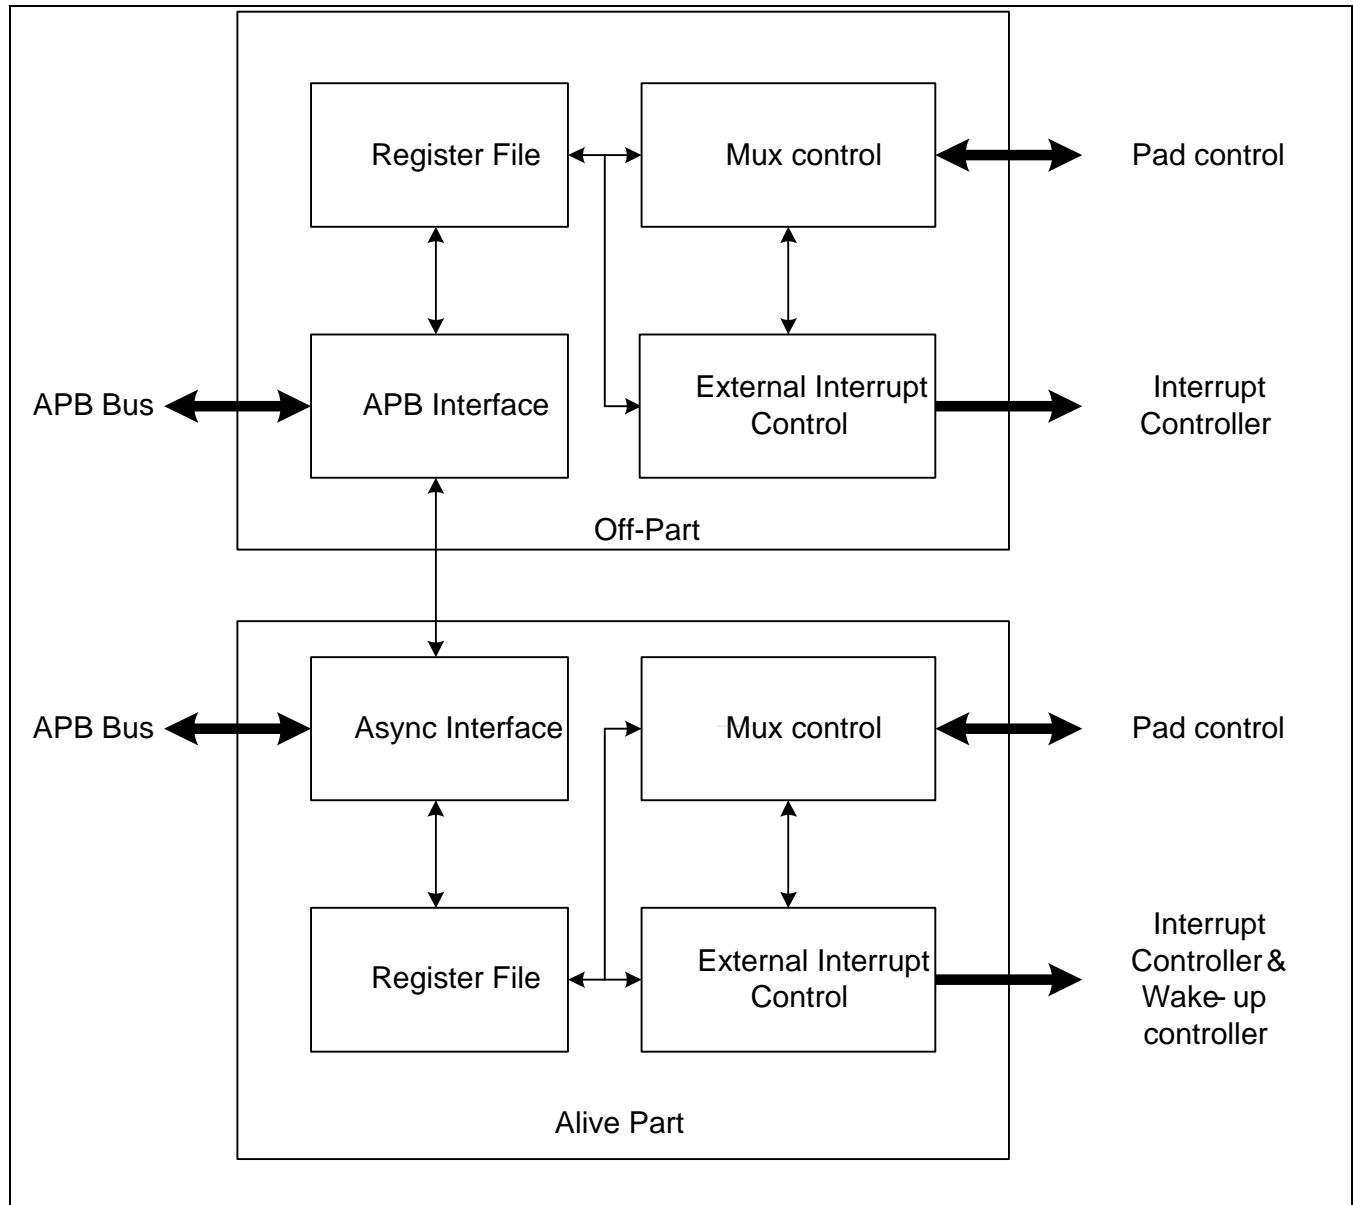 Register File
Mux control
Pad control
APB Bus
APB Interface
External Interrupt
Control
Interrupt
Controller
Off-Part
APB Bus
Async Interface
Mux control
Pad control
Register File
External Interrupt
Control
Interrupt
Controller &
Wake- up
controller
Alive Part